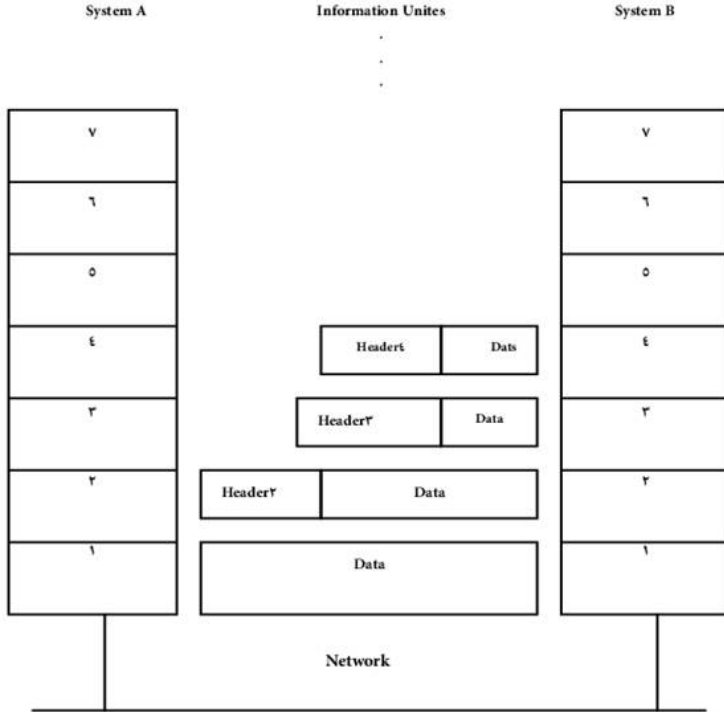 System A Information Unites System B
.
.
.
٧ ٧
٦ ٦
٥ ٥
٤ Header٤ Dats ٤
٣ Header٣ Data ٣
٢ Header٢ Data ٢
١ Data ١
Network